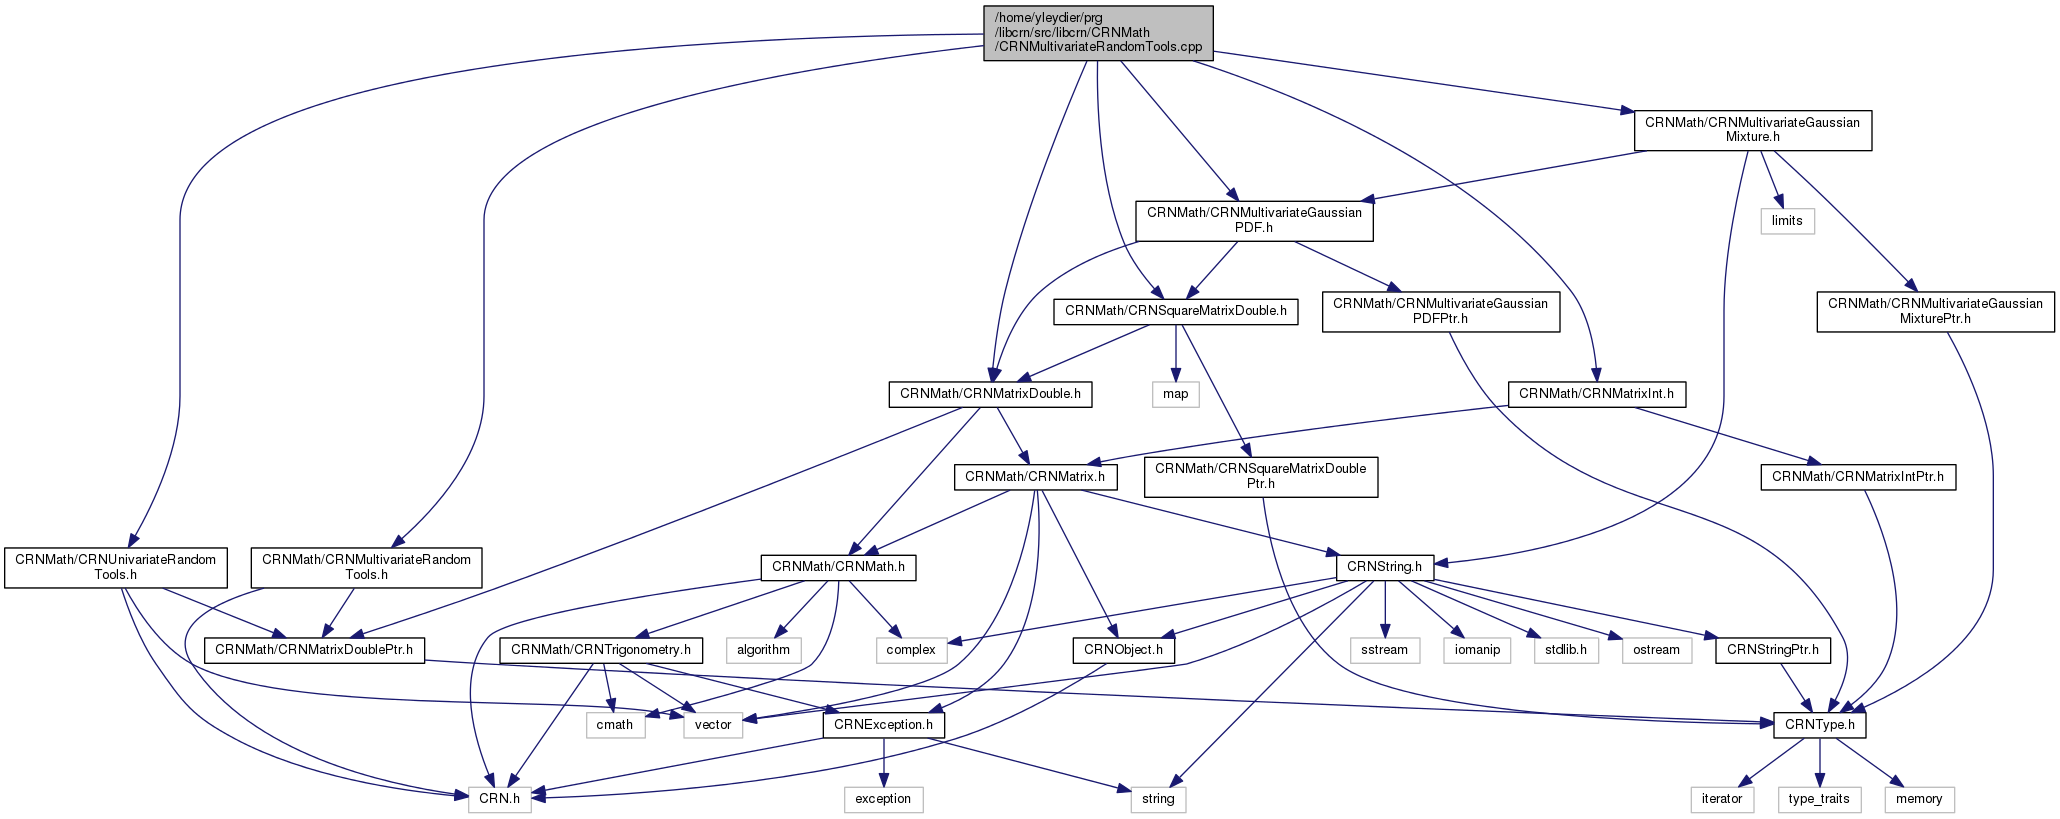 /home/yleydier/prg
/libcrn/src/libcrn/CRNMath
/CRNMultivariateRandomTools.cpp
CRNMath/CRNMultivariateGaussian
Mixture.h
CRNMath/CRNMultivariateGaussian
PDF.h
limits
CRNMath/CRNSquareMatrixDouble.h
CRNMath/CRNMultivariateGaussian
PDFPtr.h
CRNMath/CRNMultivariateGaussian
MixturePtr.h
CRNMath/CRNMatrixDouble.h
map
CRNMath/CRNMatrixInt.h
CRNMath/CRNMatrix.h
CRNMath/CRNSquareMatrixDouble
Ptr.h
CRNMath/CRNMatrixIntPtr.h
CRNMath/CRNUnivariateRandom
Tools.h
CRNMath/CRNMultivariateRandom
Tools.h
CRNMath/CRNMath.h
CRNString.h
CRNMath/CRNMatrixDoublePtr.h
CRNMath/CRNTrigonometry.h
algorithm
complex
CRNObject.h
sstream
iomanip
stdlib.h
ostream
CRNStringPtr.h
cmath
vector
CRNException.h
CRNType.h
CRN.h
exception
string
iterator
type_traits
memory